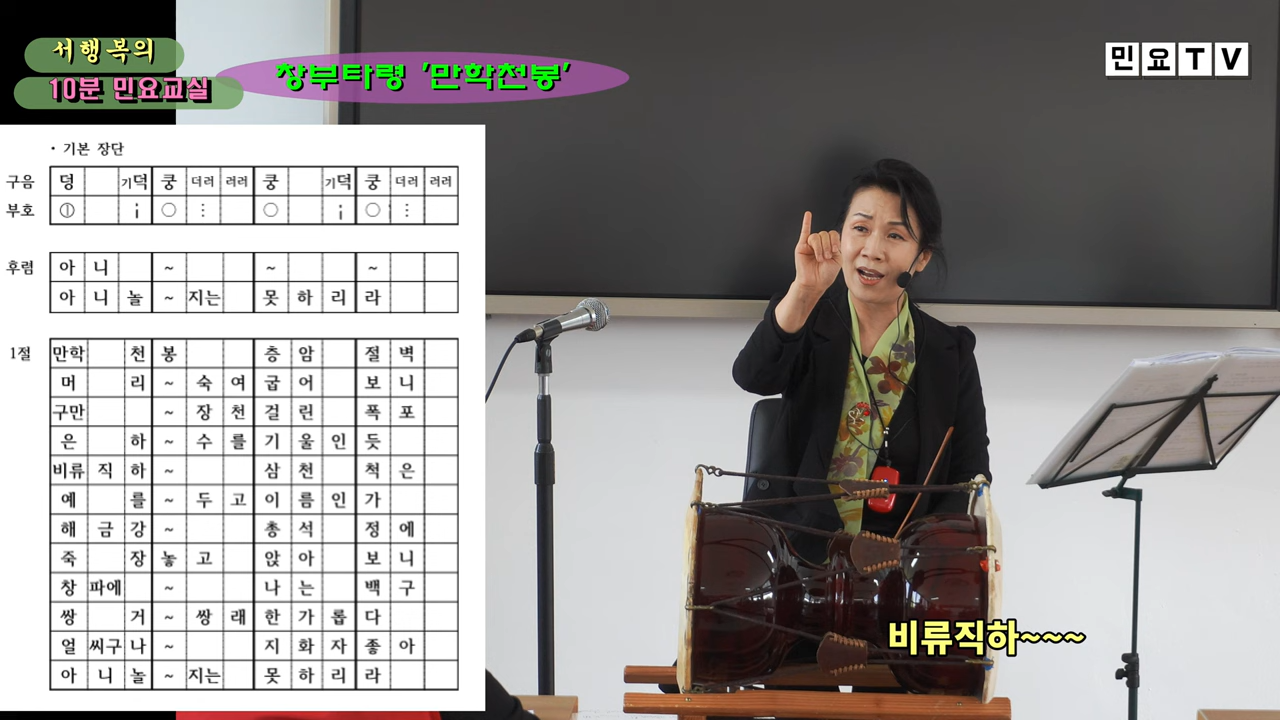 서행복의
10분 민요교실
창부타령 '만학천봉'
민요TV
· 기본 장단
구음 덩 기덕 쿵 더러 러러 쿵 기덕 쿵 더러 러러
부호 ⦶ ¡ ○ ⋮ ○ ¡ ○ ⋮
후렴 아 니 ~ ~ ~
아 니 놀 ~ 지는 못 하 리 라
1절 만학 천 봉 층 암 절 벽
머 리 ~ 숙 여 굽 어 보 니
구만 ~ 장 천 걸 린 폭 포
은 하 ~ 수 를 기 울 인 듯
비류 직 하 ~ 삼 천 척 은
예 를 ~ 두 고 이 름 인 가
해 금 강 ~ 총 석 정 에
죽 장 놓 고 앉 아 보 니
창 파에 ~ 나 는 백 구
쌍 거 ~ 쌍 래 한 가 롭 다
얼 씨구 나 ~ 지 화 자 좋 아
아 니 놀 ~ 지는 못 하 리 라
비류직하~~~